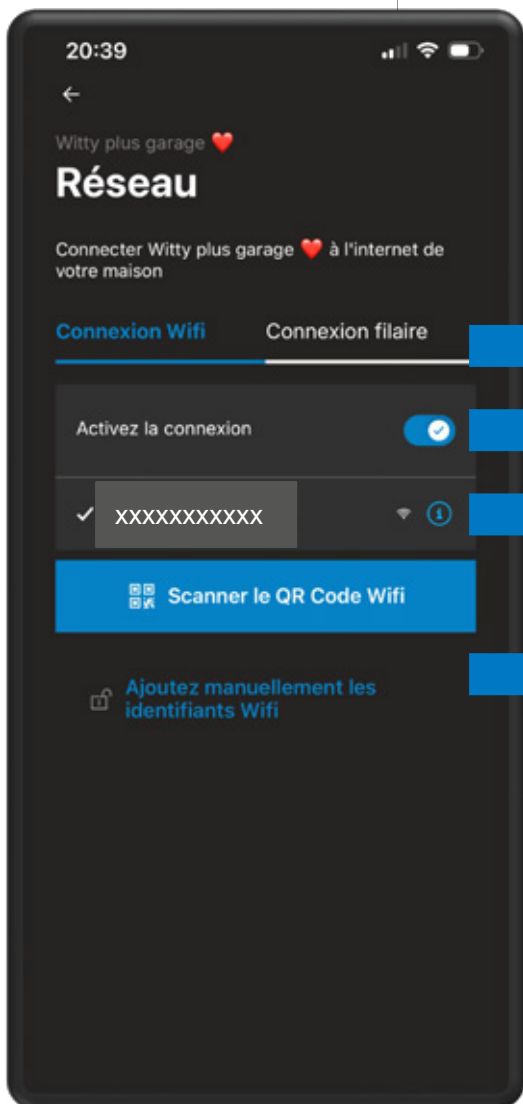 20:39
Witty plus garage ❤️
Réseau
Connecter Witty plus garage ❤️ à l'internet de
votre maison
Connexion Wifi Connexion filaire
Activez la connexion
XXXXXXXXXXX
Scanner le QR Code Wifi
Ajoutez manuellement les
identifiants Wifi